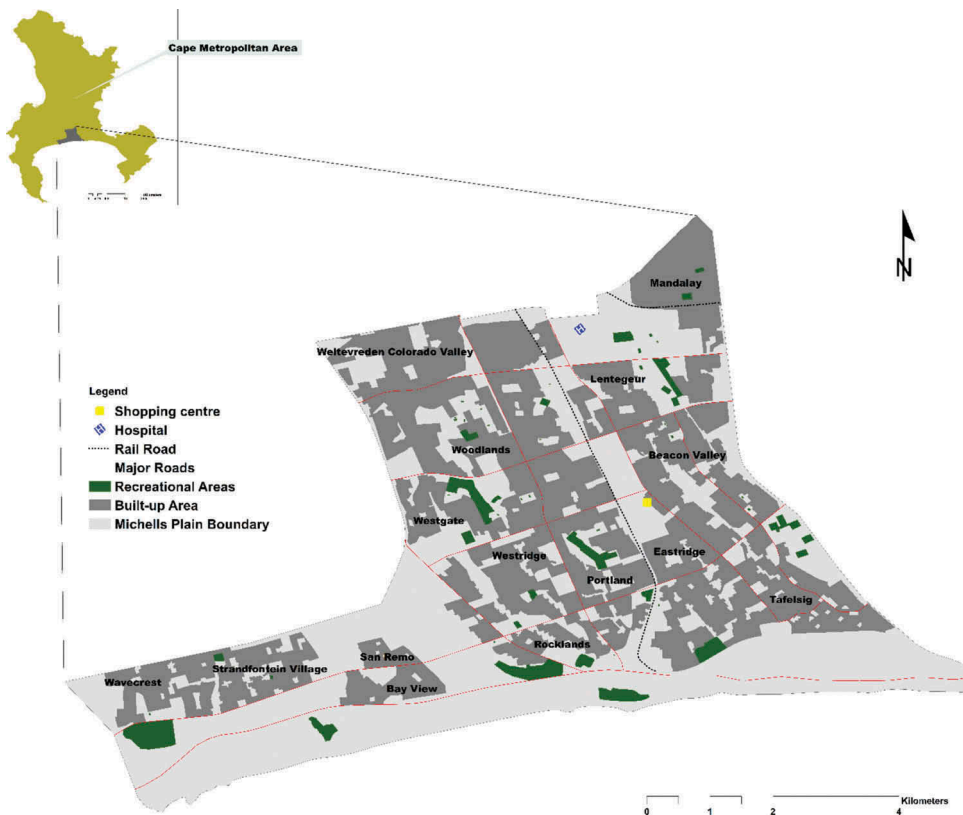 Cape Metropolitan Area
N
Mandalay
Weltevreden Colorado Valley
Lentegeur
Legend
Shopping centre
Hospital
Rail Road
Major Roads
Recreational Areas
Built-up Area
Michells Plain Boundary
Woodlands
Beacon Valley
Westgate
Westridge
Eastridge
Portland
Tafelsig
Rocklands
San Remo
Strandfontein Village
Wavecrest
Bay View
Kilometers
0 1 2 4